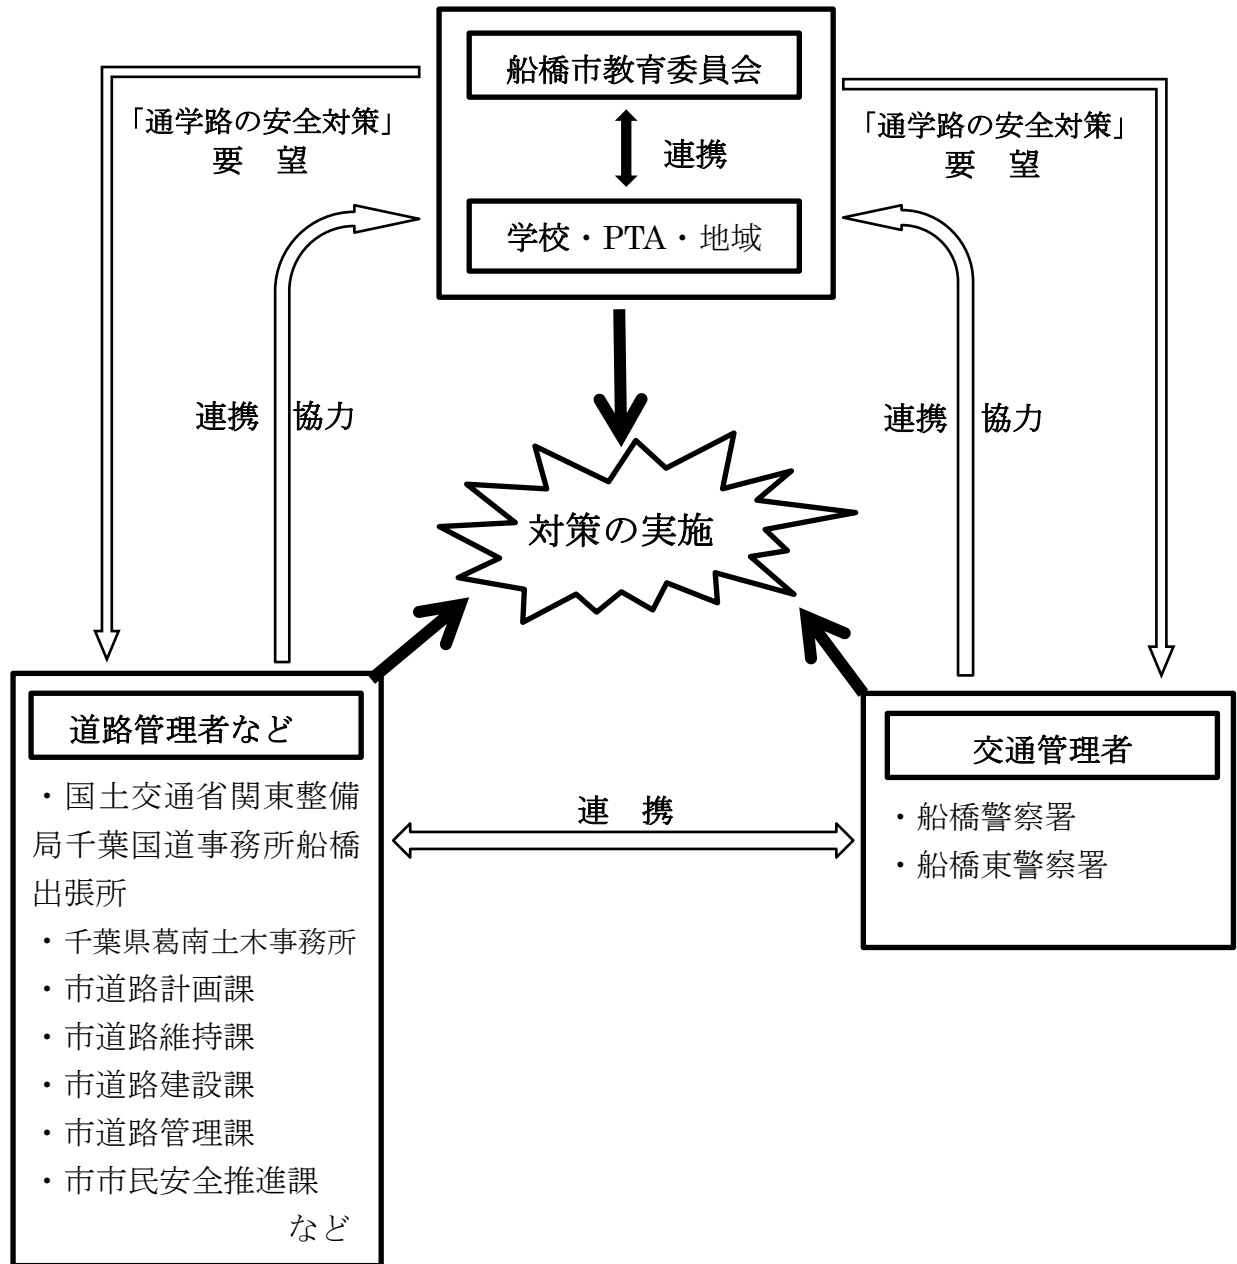 船橋市教育委員会
連携
学校・PTA・地域
「通学路の安全対策」
要　望
「通学路の安全対策」
要　望
連携
協力
連携
協力
対策の実施
道路管理者など
・国土交通省関東整備
局千葉国道事務所船橋
出張所
・千葉県葛南土木事務所
・市道路計画課
・市道路維持課
・市道路建設課
・市道路管理課
・市市民安全推進課
など
連　携
交通管理者
・船橋警察署
・船橋東警察署